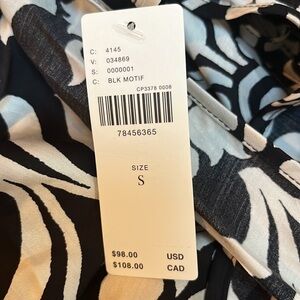 C: 4145
V: 034869
S: 0000001
C: BLK MOTIF
CP3378 0008
78456365
SIZE
S
$98.00 USD
$108.00 CAD